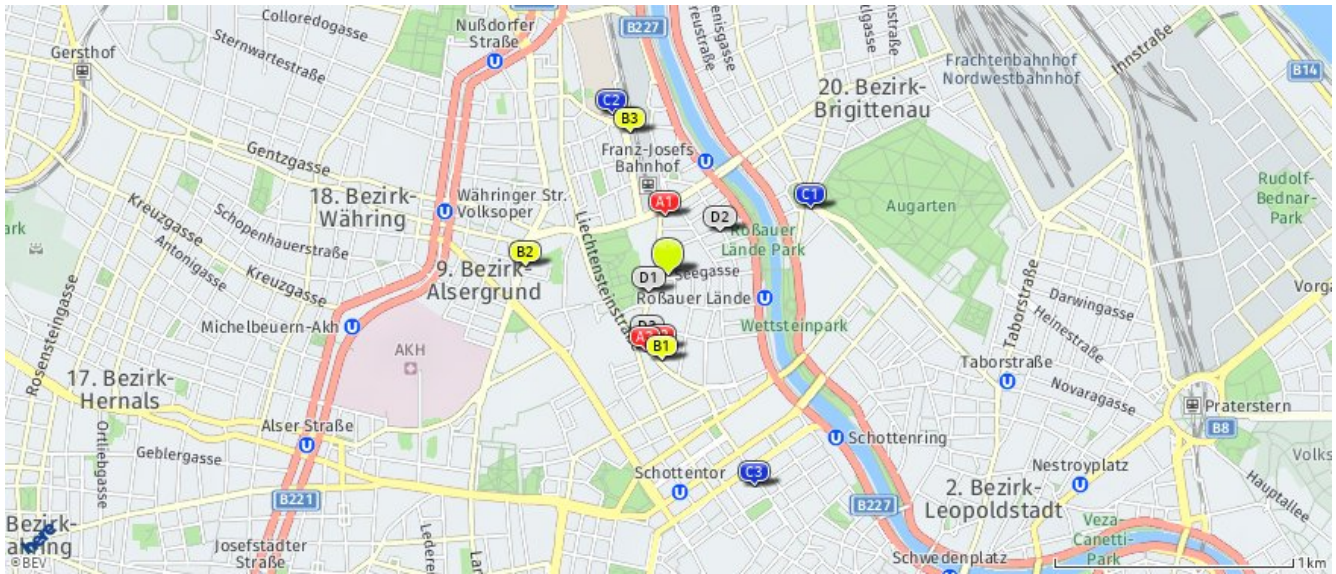 Colloredogasse
Nußdorfer
Straße
B227
Gersthof
Sternwartestraße
Frachtenbahnhof
Nordwestbahnhof
Innstraße
B14
20. Bezirk-
Brigittenau
C2
B3
Franz-Josefs
Bahnhof
U
Gentzgasse
18. Bezirk-
Währing
Währinger Str.
Volksoper
A1
C1
Augarten
Rudolf-
Bednar-
Park
Kreuzgasse
Schopenhauerstraße
Antonigasse
Kreuzgasse
Liechtensteinstraße
D2
Roßauer
Lände Park
B2
9. Bezirk-
Alsergrund
D1
Seegasse
Roßauer Lände
Taborstraße
Darwingasse
Heinestraße
Rosensteingasse
Michelbeuern-Akh
Wettsteinpark
B1
AKH
Taborstraße
Novaragasse
17. Bezirk-
Hernals
Praterstern
B8
Ortliebgasse
Alser Straße
Geblergasse
Schottenring
Schottentor
C3
Nestroyplatz
Hauptallee
B221
B227
2. Bezirk-
Leopoldstadt
Veza-
Canetti-
Park
Bezirk-
here
©BEV
Josefstädter
Straße
Schwedenplatz
1km